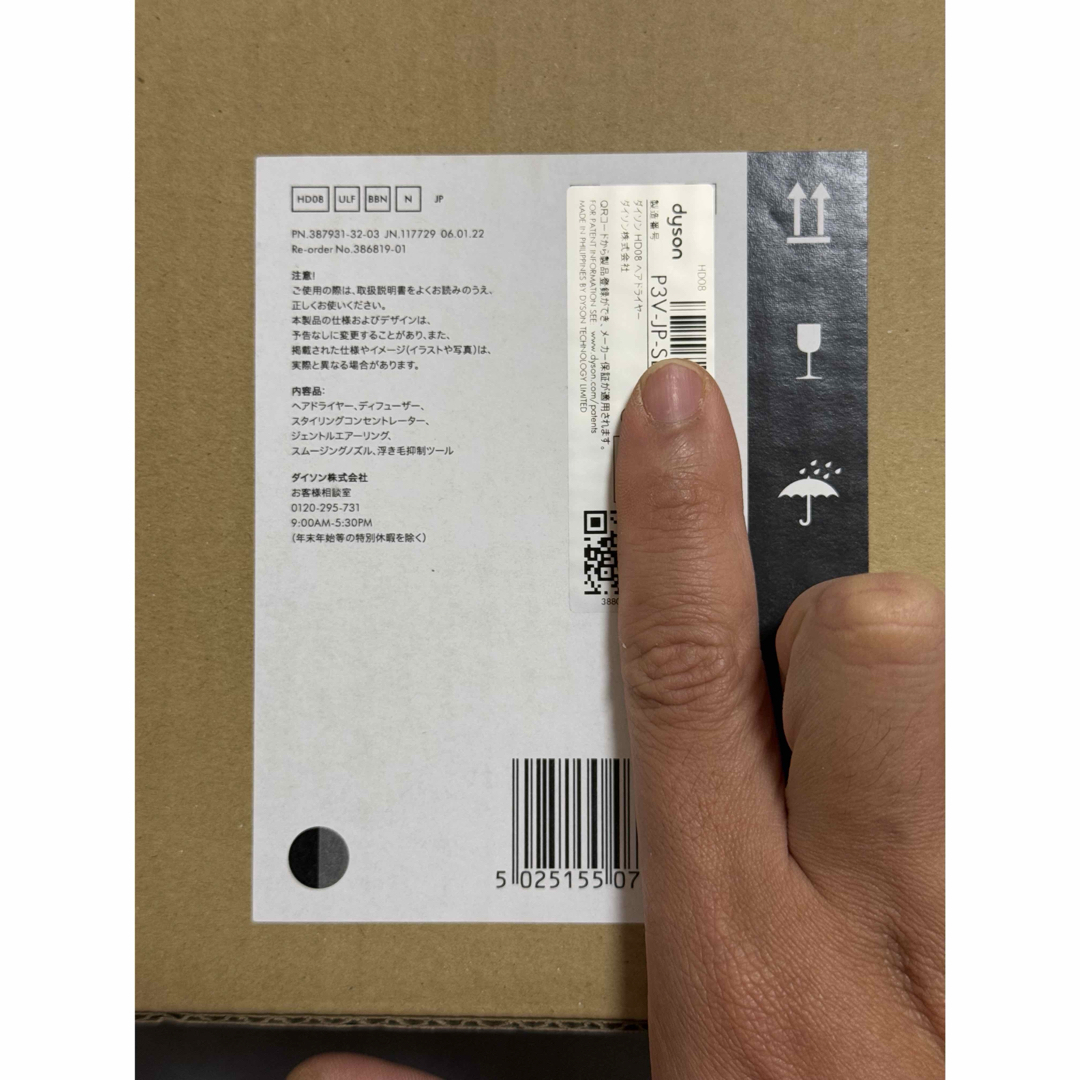 HD08 ULF BBN N JP
PN.387931-32-03 JN.117729 06.01.22
Re-order No.386819-01
注意!
ご使用の際は、取扱説明書をよくお読みのうえ、
正しくお使いください。
本製品の仕様およびデザインは、
予告なしに変更することがあり、また、
掲載された仕様やイメージ(イラストや写真)は、
実際と異なる場合があります。
内容品:
ヘアドライヤー、ディフューザー、
スタイリングコンセントレーター、
ジェントルエアーリング、
スムージングノズル、浮き毛抑制ツール
ダイソン株式会社
お客様相談室
0120-295-731
9:00AM-5:30PM
(年末年始等の特別休暇を除く)
HD08
dyson
製造番号 P3V-JP-S
ダイソン HD08 ヘアドライヤー
ダイソン株式会社
QRコードから製品登録ができ、メーカー保証が適用されます。
FOR PATENT INFORMATION SEE www.dyson.com/patents
MADE IN PHILIPPINES BY DYSON TECHNOLOGY LIMITED
388
5 025155 07